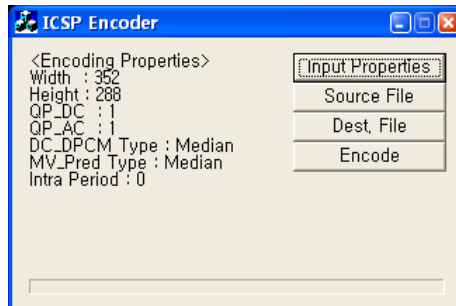 ICSP Encoder
<Encoding Properties>
Width : 352
Height : 288
QP_DC : 1
QP_AC : 1
DC_DPCM Type : Median
MV_Pred Type : Median
Intra Period : 0
Input Properties
Source File
Dest, File
Encode